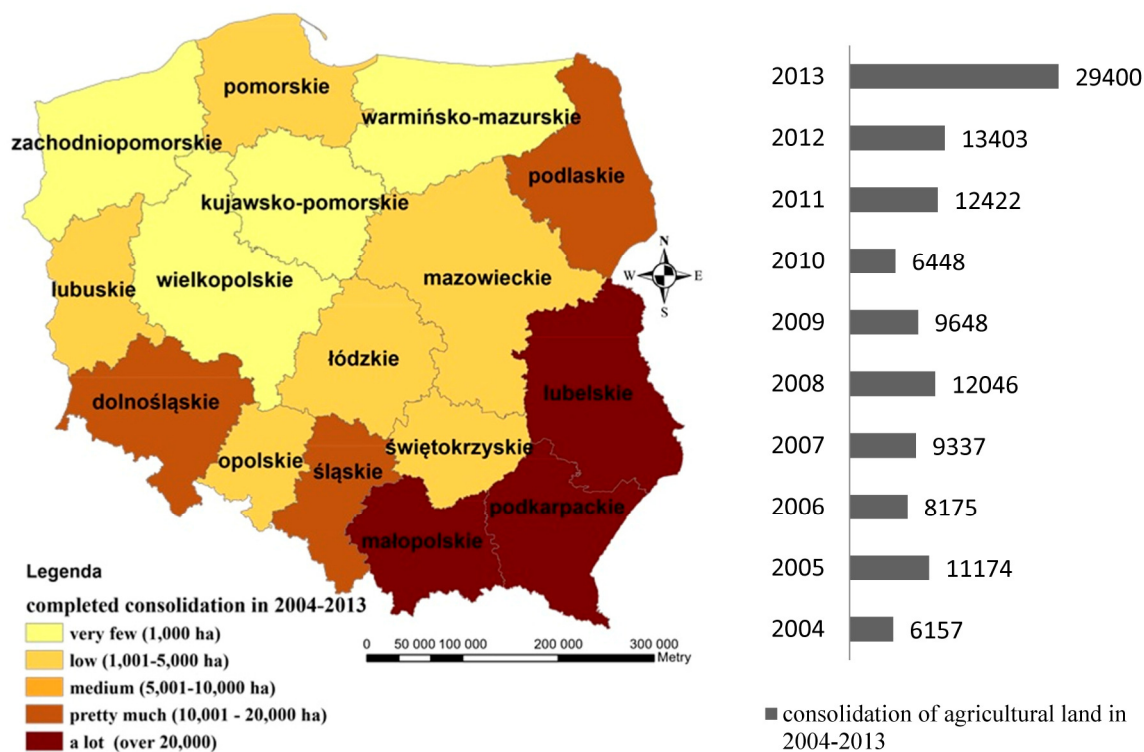 pomorskie
warmińsko-mazurskie
zachodniopomorskie
podlaskie
kujawsko-pomorskie
N
W E
S
mazowieckie
wielkopolskie
lubuskie
łódzkie
dolnośląskie
lubelskie
świętokrzyskie
opolskie
śląskie
podkarpackie
małopolskie
Legenda
completed consolidation in 2004-2013
very few (1,000 ha)
low (1,001-5,000 ha)
medium (5,001-10,000 ha)
pretty much (10,001 - 20,000 ha)
a lot (over 20,000)
0 50 000 100 000 200 000 300 000
Metry
2013 29400
2012 13403
2011 12422
2010 6448
2009 9648
2008 12046
2007 9337
2006 8175
2005 11174
2004 6157
consolidation of agricultural land in
2004-2013